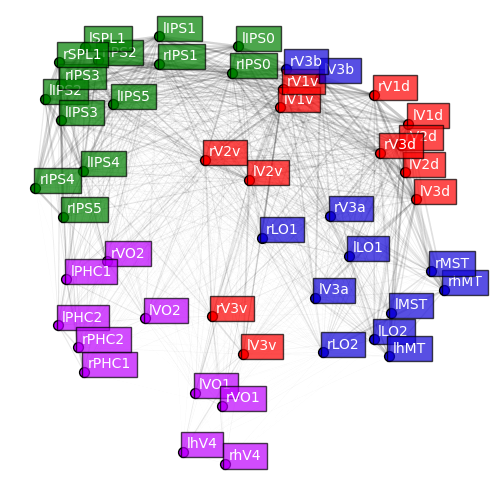 lIPS1
lSPL1
lIPS0
rSPL1
IPS2
rIPS1
rV3b
rIPS0
lV3b
rIPS3
rV1v
rV1d
lIPS2
lIPS5
lV1v
lIPS3
lV1d
V2d
rV3d
rV2v
lIPS4
lV2v
lV2d
rIPS4
lV3d
rIPS5
rV3a
rLO1
rVO2
lLO1
lPHC1
rMST
rhMT
lV3a
lVO2
rV3v
lMST
lPHC2
lLO2
rPHC2
lV3v
rLO2
lhMT
rPHC1
lVO1
rVO1
lhV4
rhV4